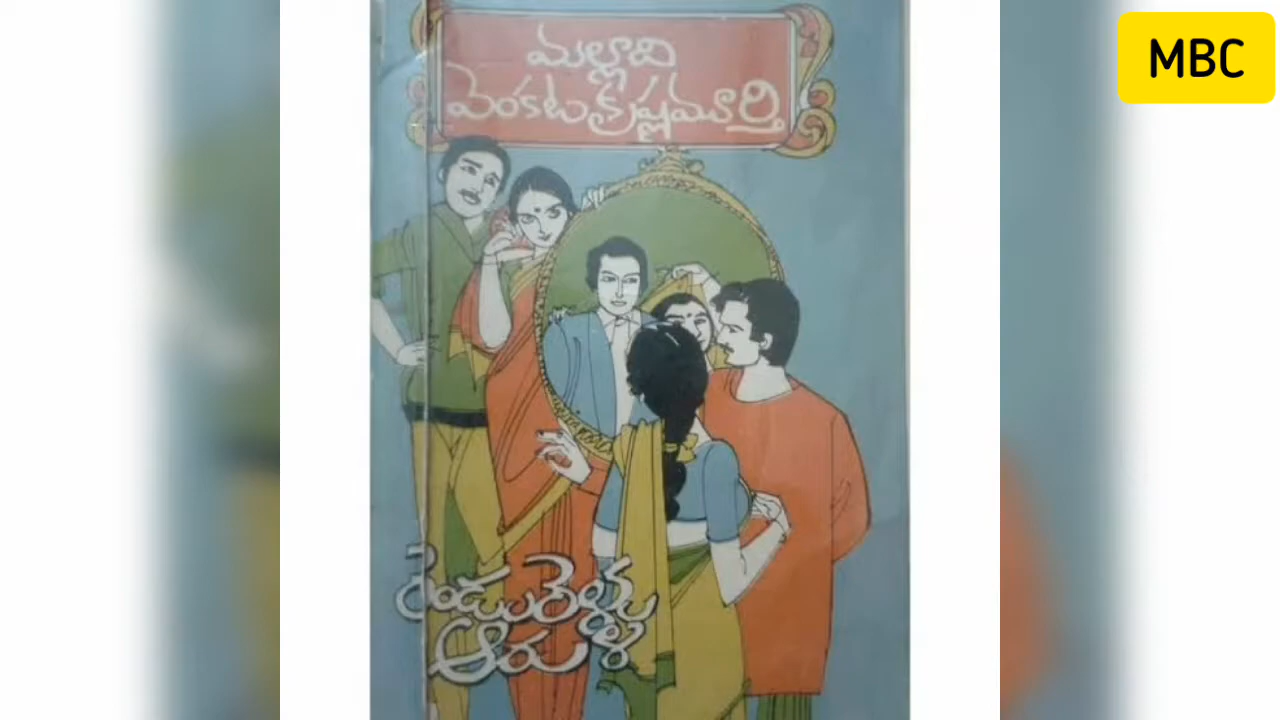 మల్లాది
వెంకటకృష్ణమూర్తి
MBC
రెండురెళ్ళు
ఆరు